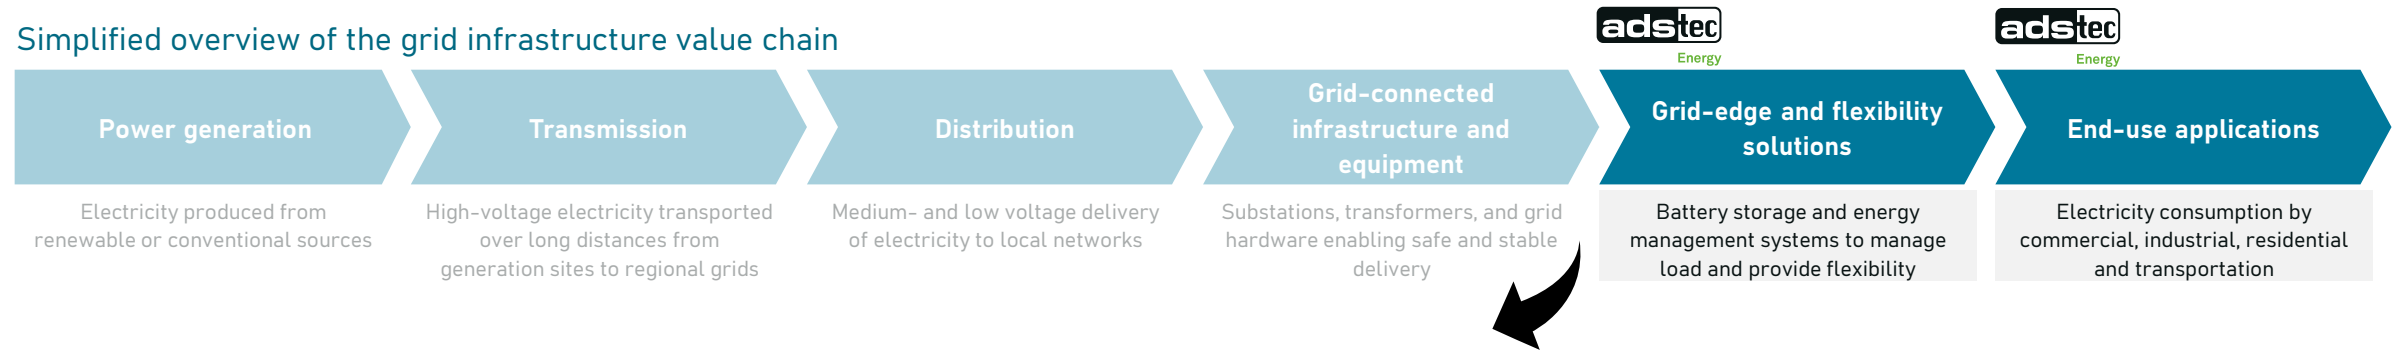 Simplified overview of the grid infrastructure value chain
adstec
Energy
adstec
Energy
Power generation
Electricity produced from
renewable or conventional sources
Transmission
High-voltage electricity transported
over long distances from
generation sites to regional grids
Distribution
Medium- and low voltage delivery
of electricity to local networks
Grid-connected
infrastructure and
equipment
Substations, transformers, and grid
hardware enabling safe and stable
delivery
Grid-edge and flexibility
solutions
Battery storage and energy
management systems to manage
load and provide flexibility
End-use applications
Electricity consumption by
commercial, industrial, residential
and transportation